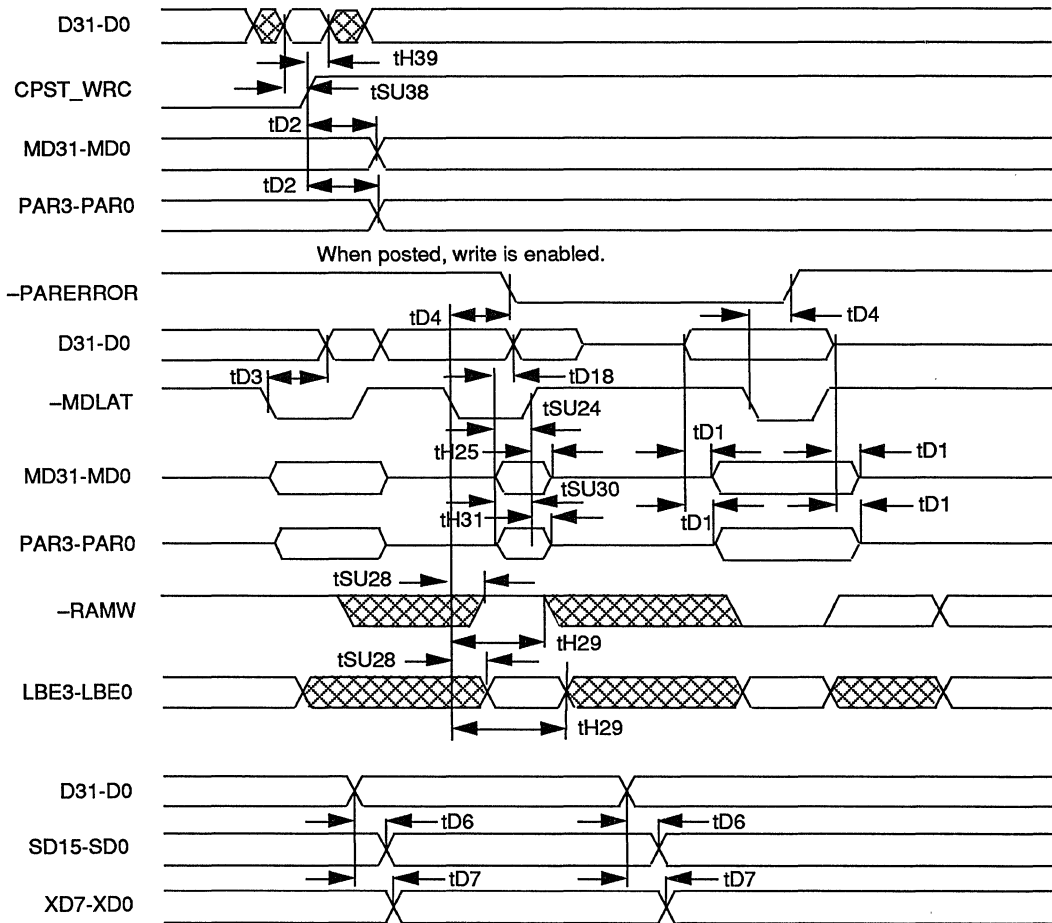 D31-D0
tH39
CPST_WRC
tSU38
tD2
MD31-MD0
tD2
PAR3-PAR0
When posted, write is enabled.
–PARERROR
tD4
tD4
D31-D0
tD3
tD18
–MDLAT
tSU24
tD1
tH25
tD1
MD31-MD0
tSU30
tH31
tD1
tD1
PAR3-PAR0
tSU28
–RAMW
tH29
tSU28
LBE3-LBE0
tH29
D31-D0
tD6
tD6
SD15-SD0
tD7
tD7
XD7-XD0